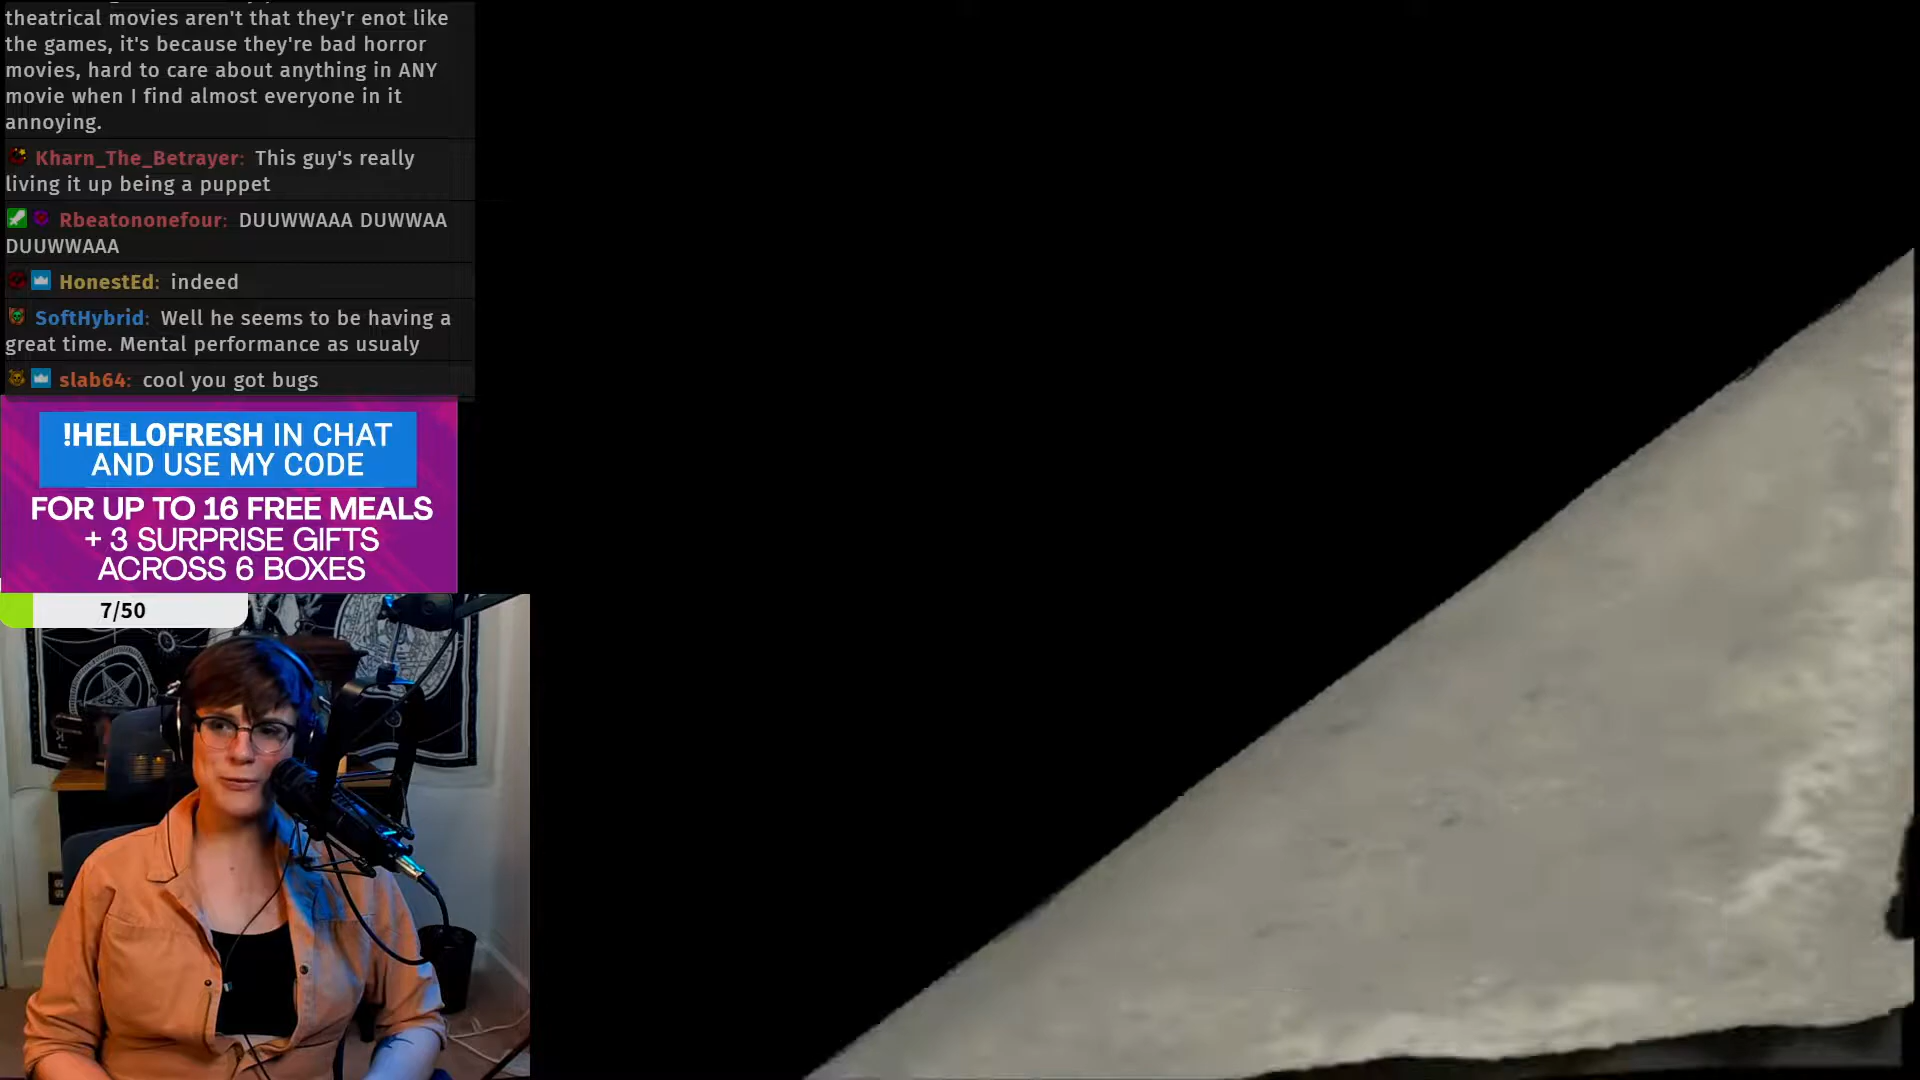 theatrical movies aren't that they'r enot like
the games, it's because they're bad horror
movies, hard to care about anything in ANY
movie when I find almost everyone in it
annoying.
Kharn_The_Betrayer: This guy's really
living it up being a puppet
Rbeatononefour: DUUWWAAA DUWWAA
DUUWWAAA
HonestEd: indeed
SoftHybrid: Well he seems to be having a
great time. Mental performance as usualy
slab64: cool you got bugs
!HELLOFRESH IN CHAT
AND USE MY CODE
FOR UP TO 16 FREE MEALS
+ 3 SURPRISE GIFTS
ACROSS 6 BOXES
7/50